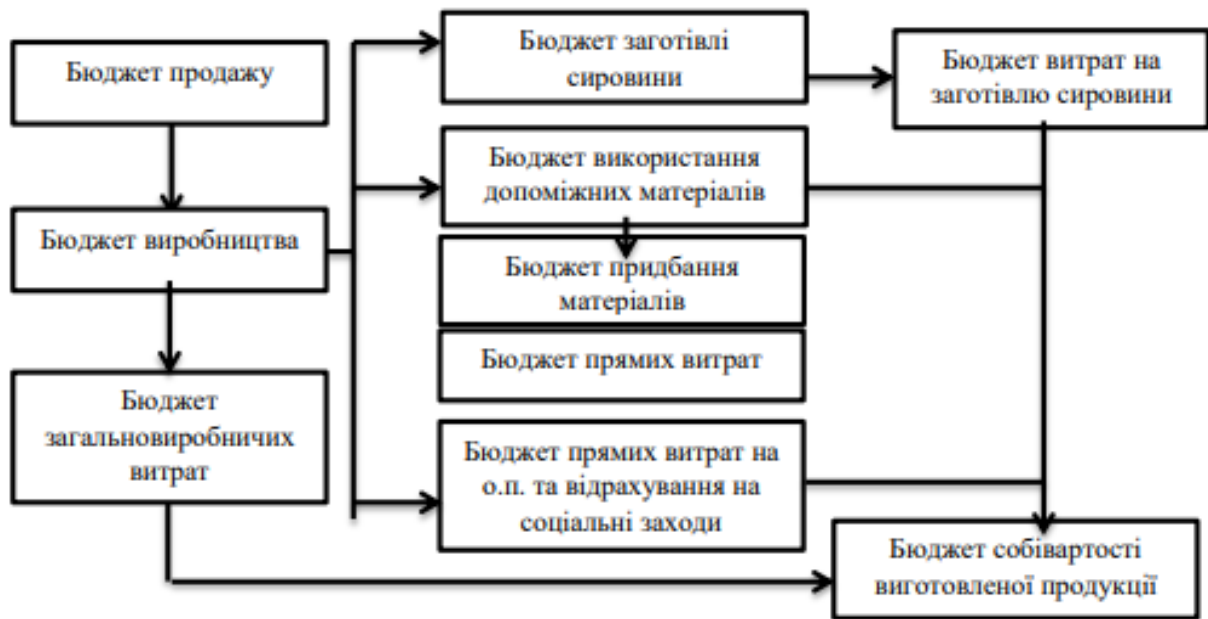 Бюджет продажу
Бюджет виробництва
Бюджет
загальновиробничих
витрат
Бюджет заготівлі
сировини
Бюджет використання
допоміжних матеріалів
Бюджет придбання
матеріалів
Бюджет прямих витрат
Бюджет прямих витрат на
о.п. та відрахування на
соціальні заходи
Бюджет витрат на
заготівлю сировини
Бюджет собівартості
виготовленої продукції